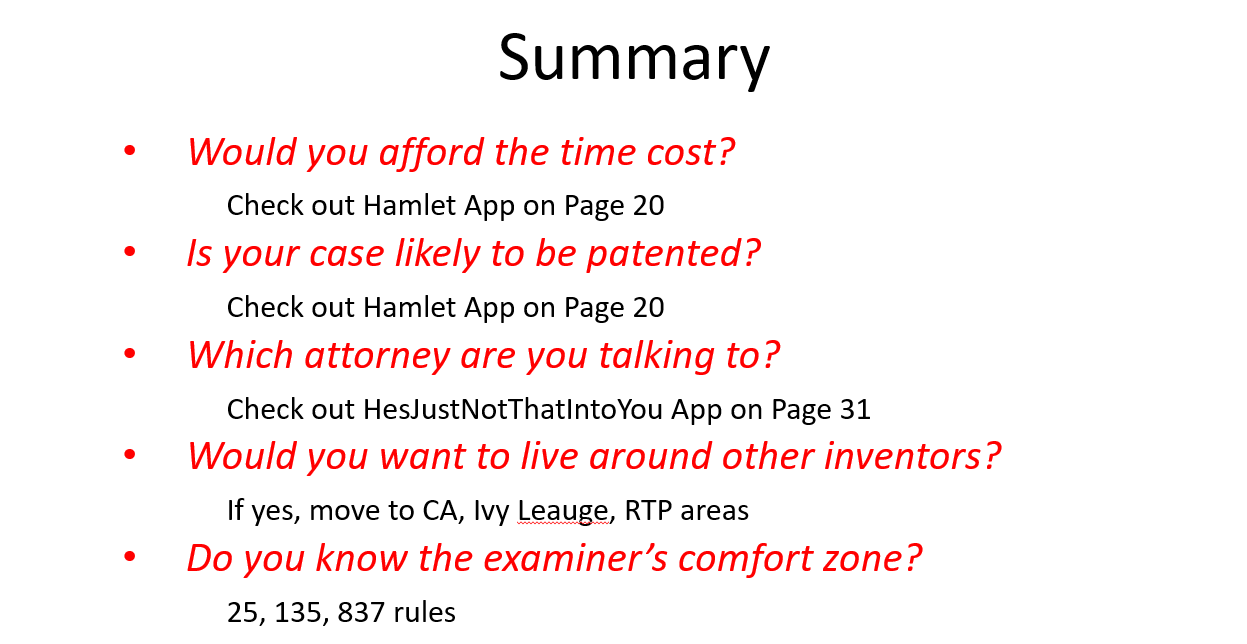 Summary
• Would you afford the time cost?
Check out Hamlet App on Page 20
• Is your case likely to be patented?
Check out Hamlet App on Page 20
• Which attorney are you talking to?
Check out HesJustNotThatIntoYou App on Page 31
• Would you want to live around other inventors?
If yes, move to CA, Ivy Leauge, RTP areas
• Do you know the examiner’s comfort zone?
25, 135, 837 rules